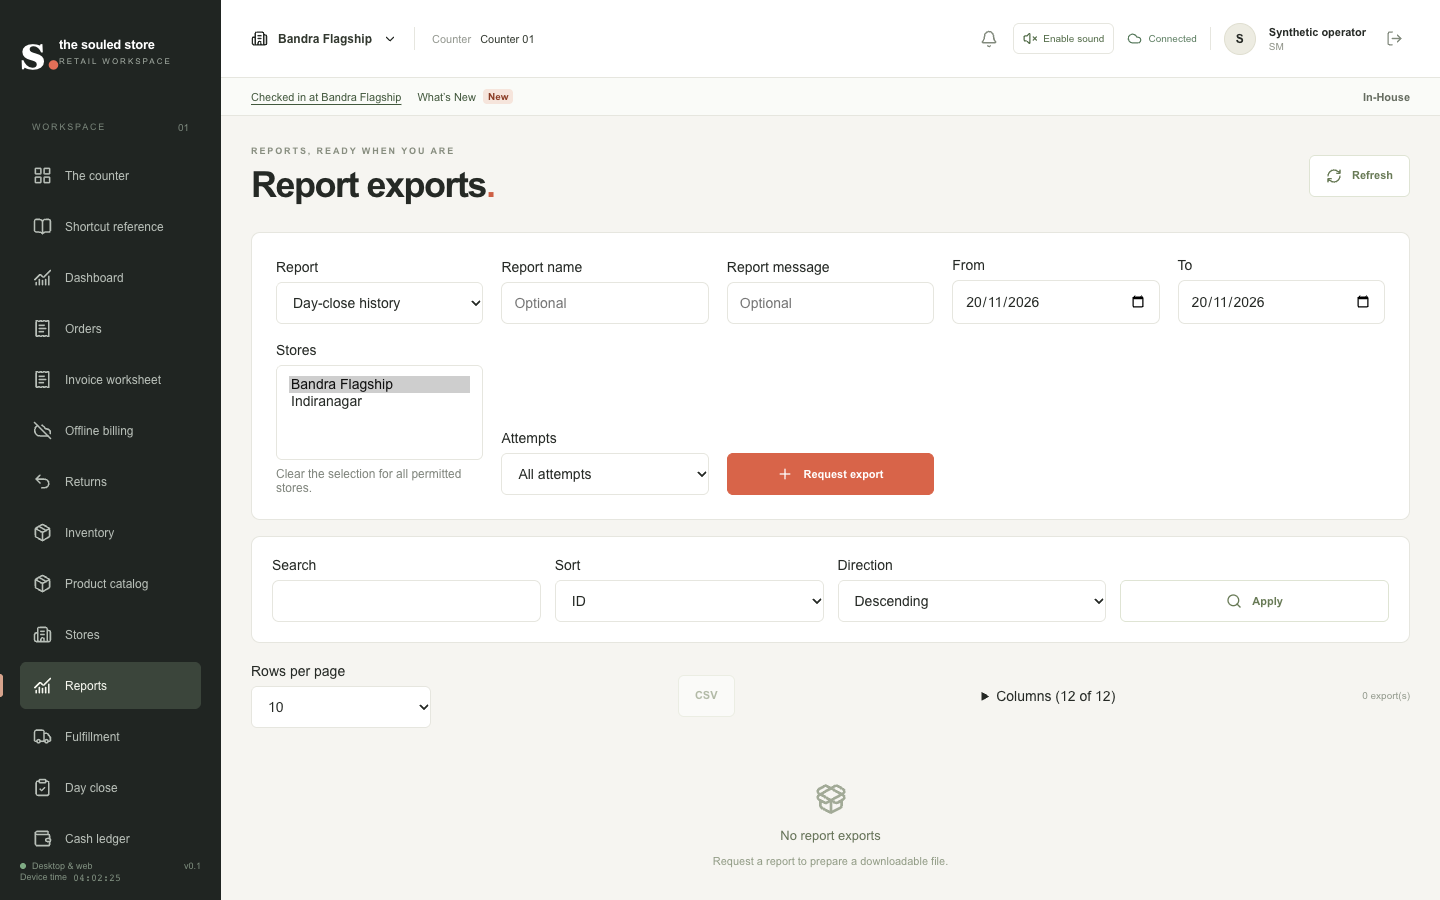 S.
the souled store
RETAIL WORKSPACE
WORKSPACE 01
The counter
Shortcut reference
Dashboard
Orders
Invoice worksheet
Offline billing
Returns
Inventory
Product catalog
Stores
Reports
Fulfillment
Day close
Cash ledger
Desktop & web v0.1
Device time 04:02:25
Bandra Flagship Counter Counter 01 Enable sound Connected S Synthetic operator
SM
Checked in at Bandra Flagship What's New New In-House
REPORTS, READY WHEN YOU ARE
Report exports.
Refresh
Report Report name Report message From To
Day-close history Optional Optional 20/11/2026 20/11/2026
Stores
Bandra Flagship
Indiranagar
Clear the selection for all permitted
stores.
Attempts
All attempts Request export
Search Sort Direction
ID Descending Apply
Rows per page
10 CSV Columns (12 of 12) 0 export(s)
No report exports
Request a report to prepare a downloadable file.